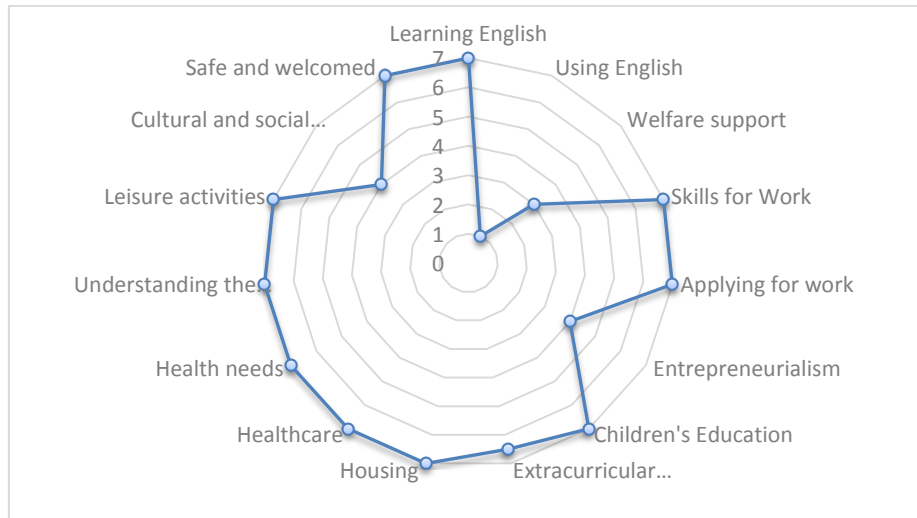 Learning English
Using English
Welfare support
Skills for Work
Applying for work
Entrepreneurialism
Children's Education
Extracurricular...
Housing
Healthcare
Health needs
Understanding the...
Leisure activities
Cultural and social...
Safe and welcomed
7
6
5
4
3
2
1
0